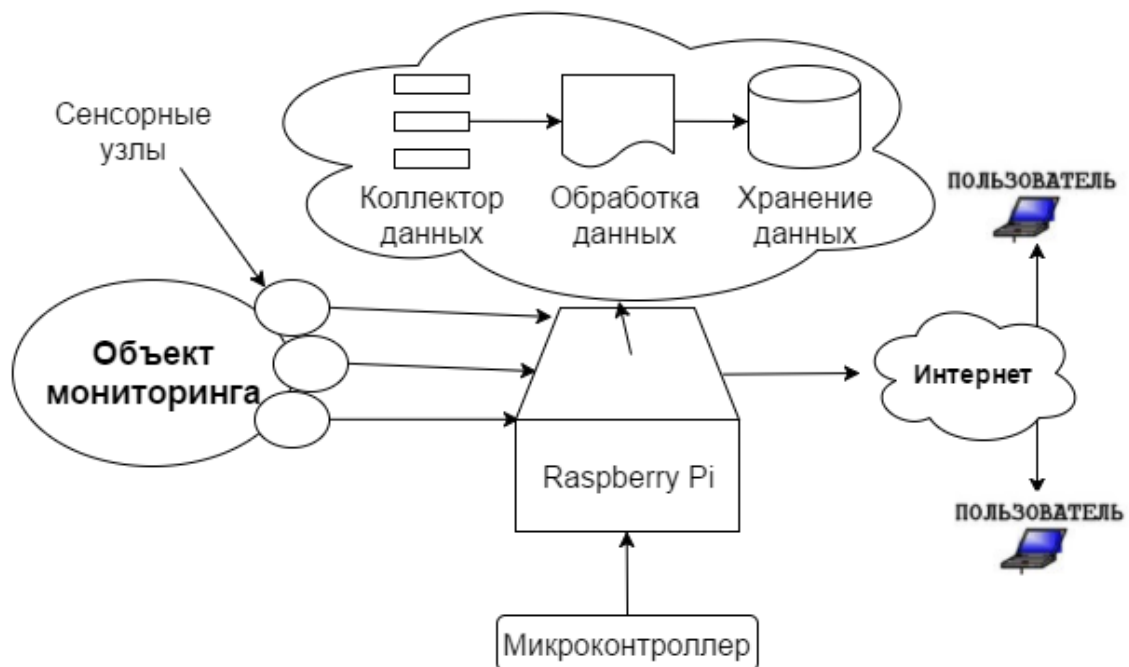 Сенсорные
узлы
Коллектор
данных
Обработка
данных
Хранение
данных
ПОЛЬЗОВАТЕЛЬ
Объект
мониторинга
Интернет
Raspberry Pi
ПОЛЬЗОВАТЕЛЬ
Микроконтроллер